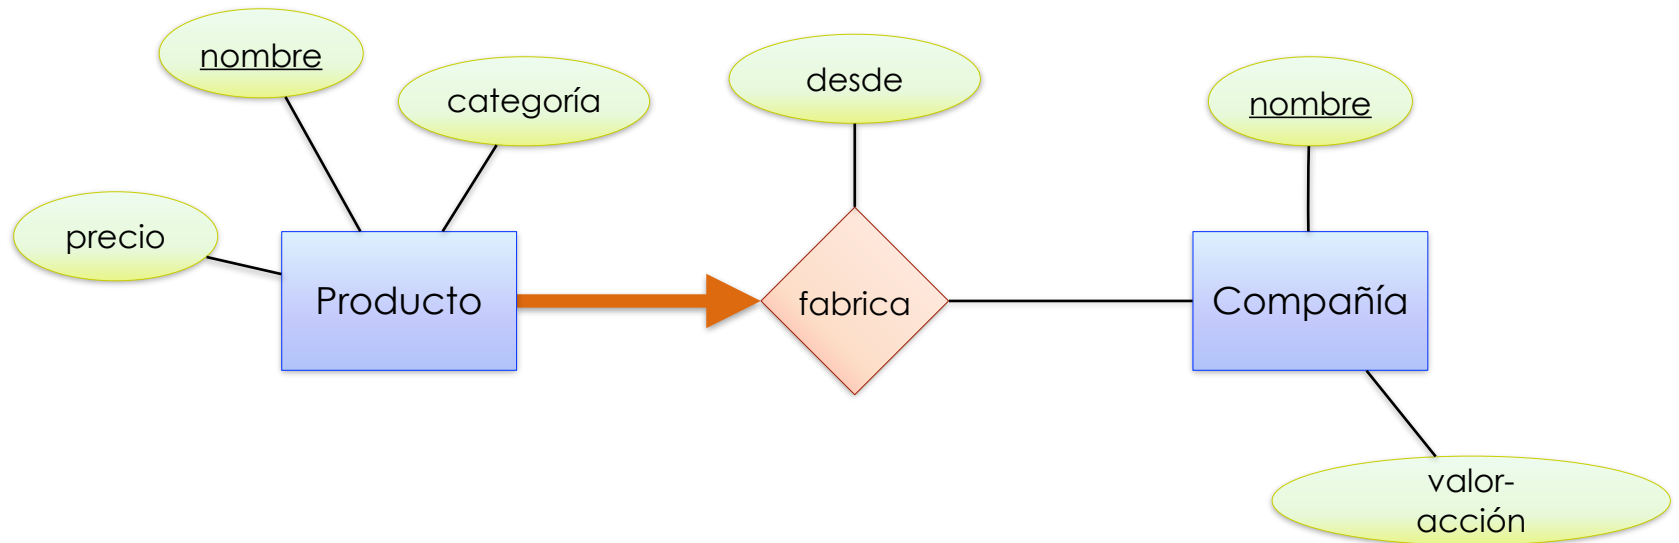 nombre
categoría
desde
nombre
precio
Producto
fabrica
Compañía
valor-
acción